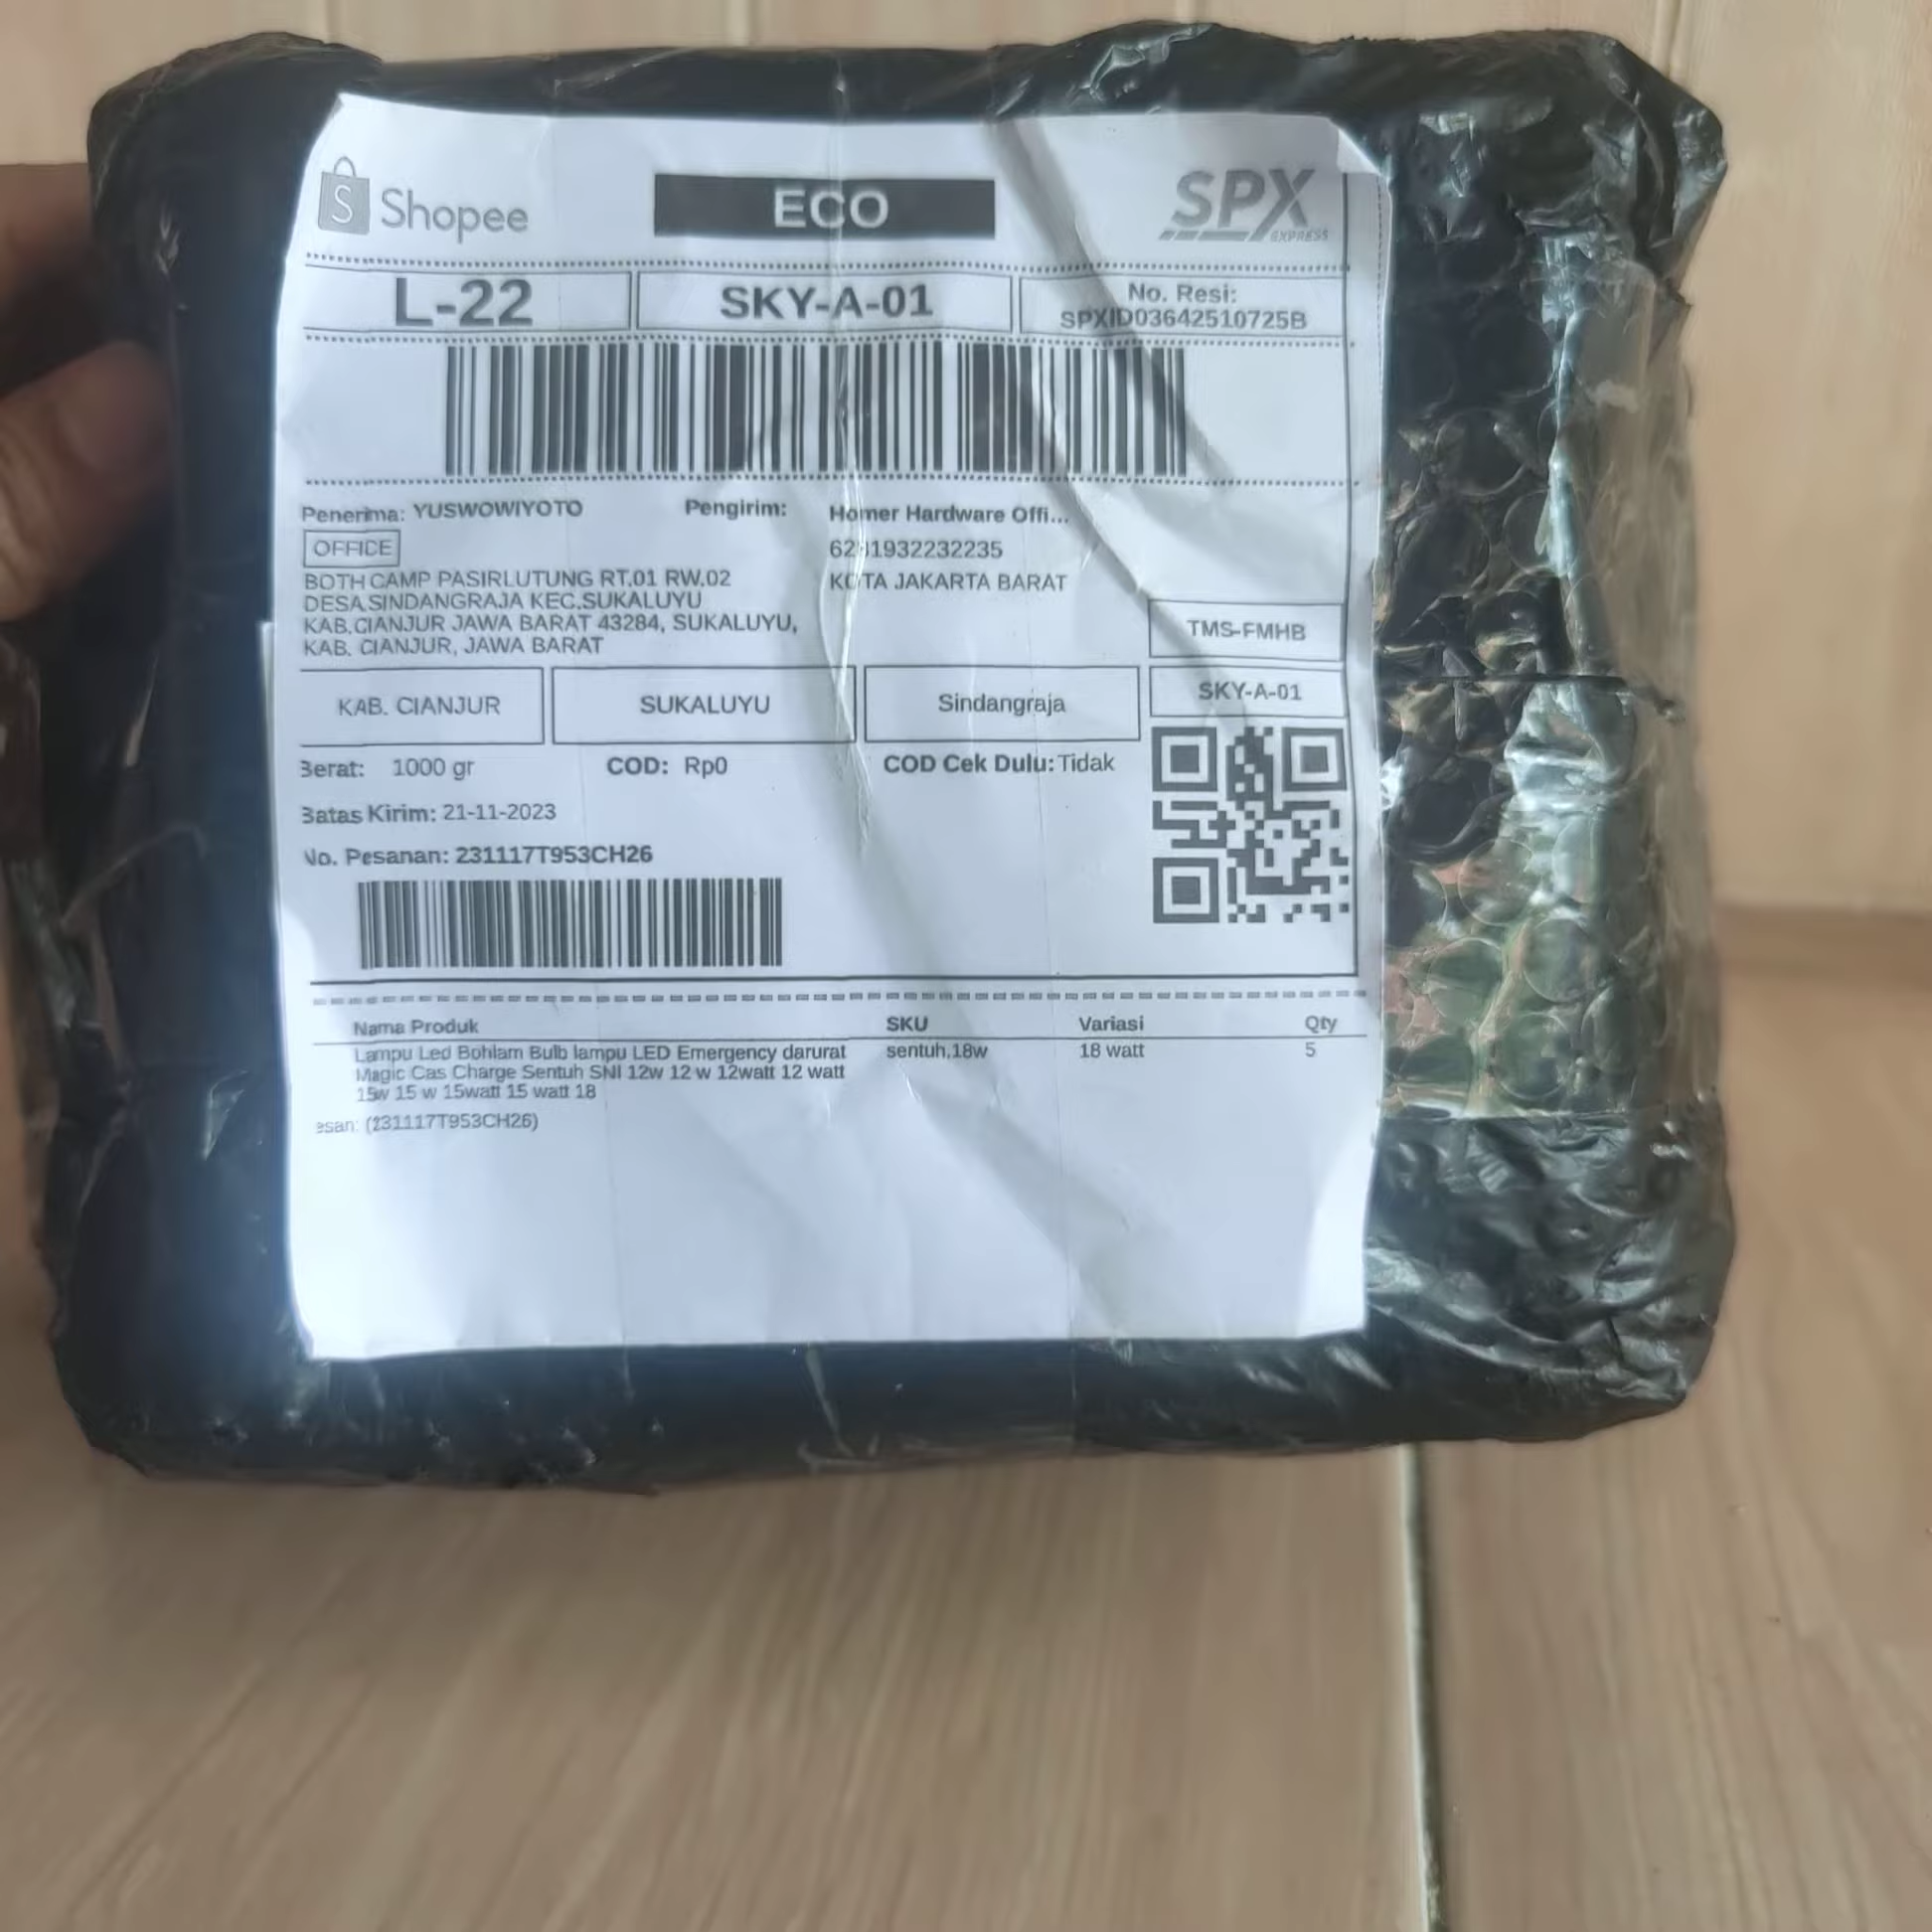 Shopee
ECO
SPX
EXPRESS
L-22
SKY-A-01
No. Resi:
SPXID03642510725B
Penerima: YUSWOWIYOTO
OFFICE
BOTH CAMP PASIRLUTUNG RT.01 RW.02
DESA.SINDANGRAJA KEC.SUKALUYU
KAB.CIANJUR JAWA BARAT 43284, SUKALUYU,
KAB. CIANJUR, JAWA BARAT
Pengirim: Homer Hardware Offi...
KOTA JAKARTA BARAT
TMS-FMHB
KAB. CIANJUR
SUKALUYU
Sindangraja
SKY-A-01
Berat: 1000 gr
COD: Rp0
COD Cek Dulu: Tidak
Batas Kirim: 21-11-2023
No. Pesanan: 231117T953CH26
Nama Produk SKU Variasi Qty
Lampu Led Bohlam Bulb lampu LED Emergency darurat sentuh,18w 18 watt 5
Magic Cas Charge Sentuh SNI 12w 12 w 12watt 12 watt
15w 15 w 15watt 15 watt 18
esan: (231117T953CH26)